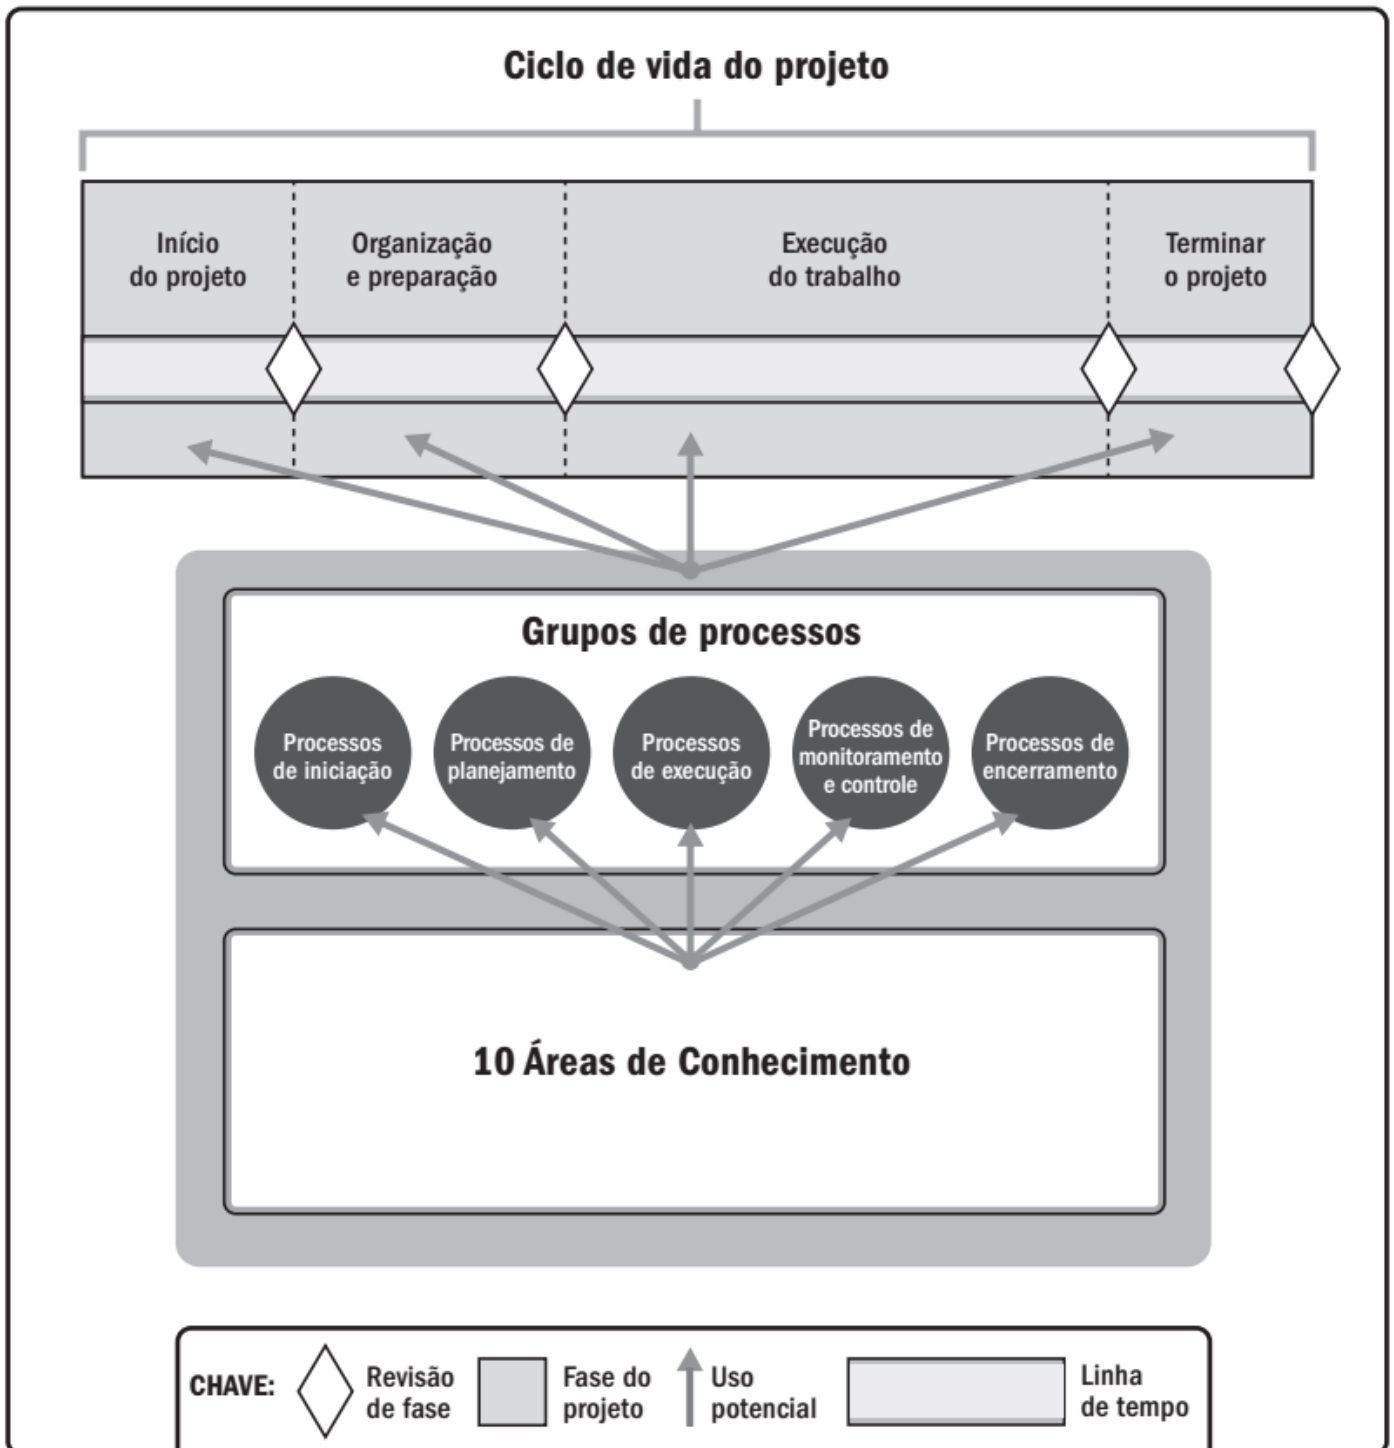 Ciclo de vida do projeto
Início
do projeto
Organização
e preparação
Execução
do trabalho
Terminar
o projeto
Grupos de processos
Processos
de iniciação
Processos de
planejamento
Processos
de execução
Processos de
monitoramento
e controle
Processos de
encerramento
10 Áreas de Conhecimento
CHAVE:
Revisão
de fase
Fase do
projeto
Uso
potencial
Linha
de tempo